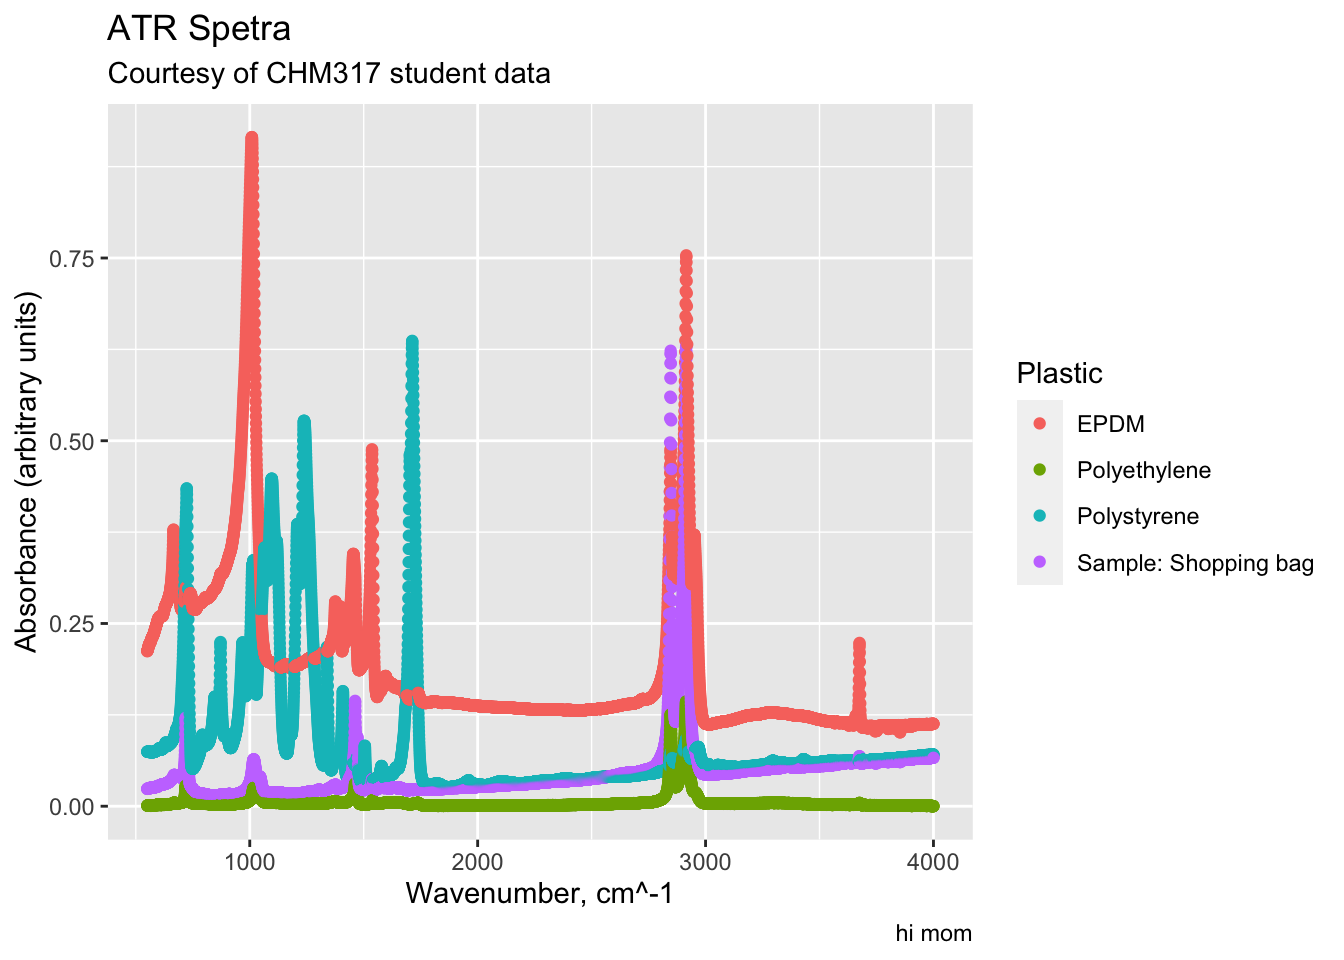 ATR Spetra
Courtesy of CHM317 student data
Absorbance (arbitrary units)
0.75
0.50
0.25
0.00
1000 2000 3000 4000
Wavenumber, cm^-1
Plastic
EPDM
Polyethylene
Polystyrene
Sample: Shopping bag
hi mom